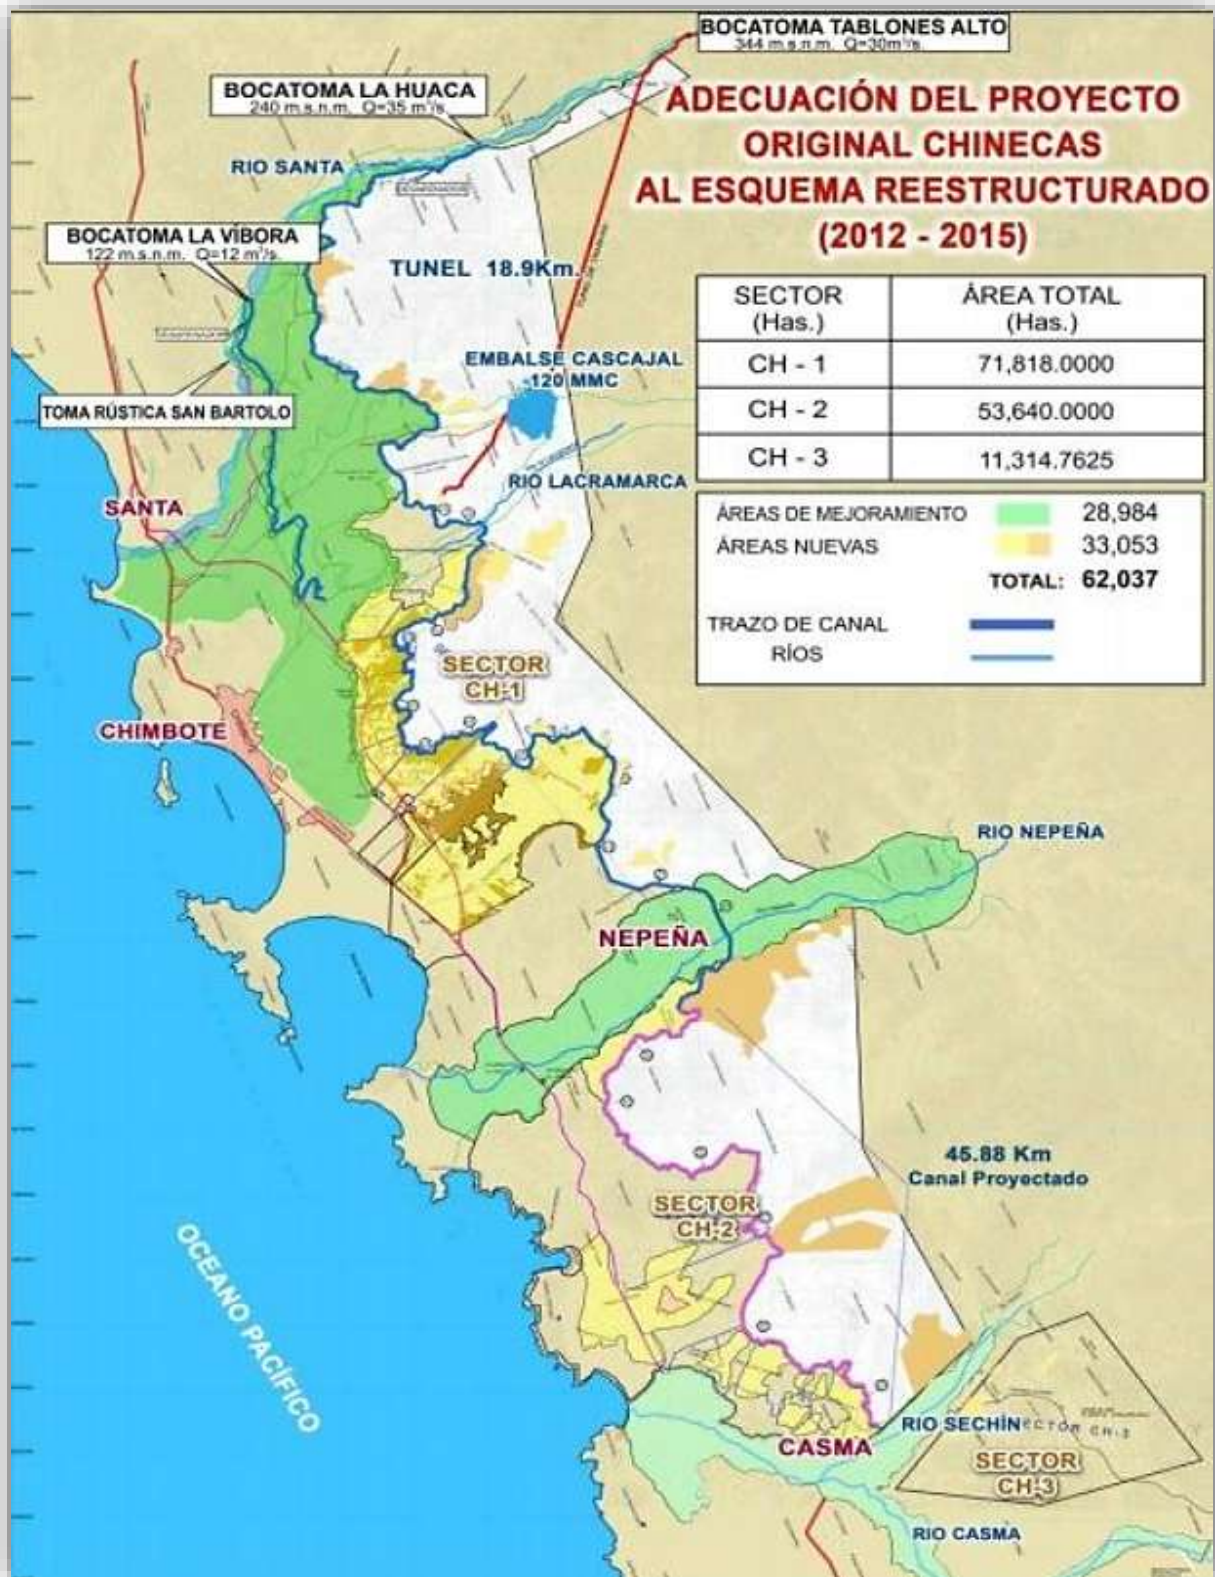 BOCATOMA TABLONES ALTO
344 m.s.n.m. Q=30m³/s.
BOCATOMA LA HUACA
240 m.s.n.m. Q=35 m³/s
ADECUACIÓN DEL PROYECTO
ORIGINAL CHINECAS
AL ESQUEMA REESTRUCTURADO
(2012 - 2015)
RIO SANTA
BOCATOMA LA VÍBORA
122 m.s.n.m. Q=12 m³/s.
TUNEL 18.9Km.
SECTOR (Has.) ÁREA TOTAL (Has.)
CH - 1 71,818.0000
CH - 2 53,640.0000
CH - 3 11,314.7625
EMBALSE CASCAJAL
120 MMC
TOMA RÚSTICA SAN BARTOLO
RIO LACRAMARCA
SANTA
ÁREAS DE MEJORAMIENTO 28,984
ÁREAS NUEVAS 33,053
TOTAL: 62,037
TRAZO DE CANAL
RÍOS
SECTOR
CH-1
CHIMBOTE
RIO NEPEÑA
NEPEÑA
45.88 Km
Canal Proyectado
SECTOR
CH-2
OCEANO PACÍFICO
RIO SECHÍN
SECTOR CH-3
CASMA
SECTOR
CH-3
RIO CASMA